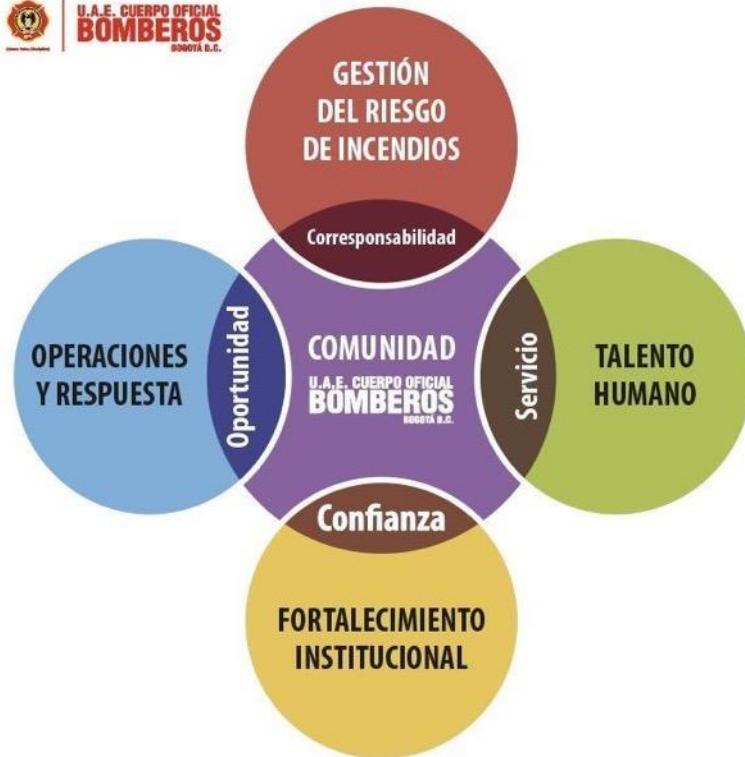 U.A.E. CUERPO OFICIAL
BOMBEROS
BOGOTÁ D.C.
GESTIÓN
DEL RIESGO
DE INCENDIOS
Corresponsabilidad
OPERACIONES
Y RESPUESTA
Oportunidad
COMUNIDAD
U.A.E. CUERPO OFICIAL
BOMBEROS
BOGOTÁ D.C.
Servicio
TALENTO
HUMANO
Confianza
FORTALECIMIENTO
INSTITUCIONAL